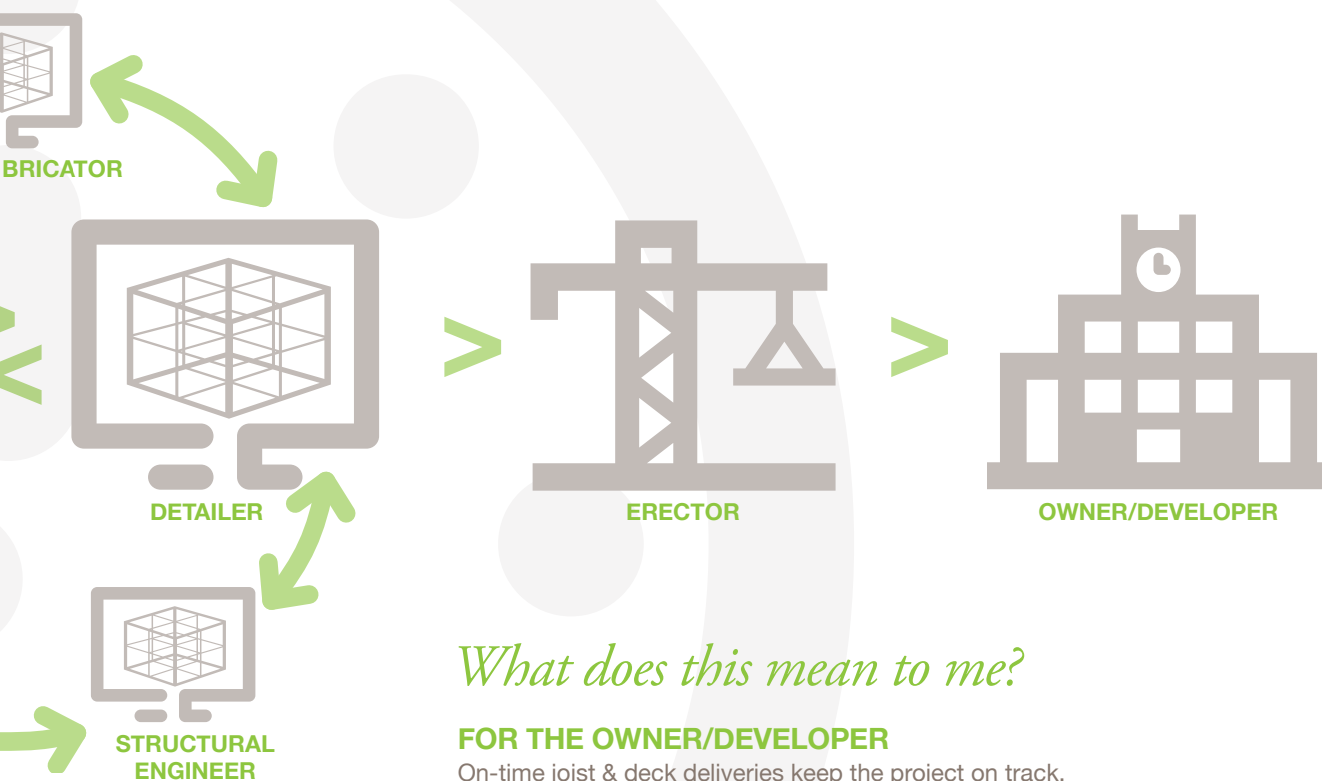 BRICATOR
DETAILER
ERECTOR
OWNER/DEVELOPER
STRUCTURAL
ENGINEER
What does this mean to me?
FOR THE OWNER/DEVELOPER
On-time joist & deck deliveries keep the project on track.